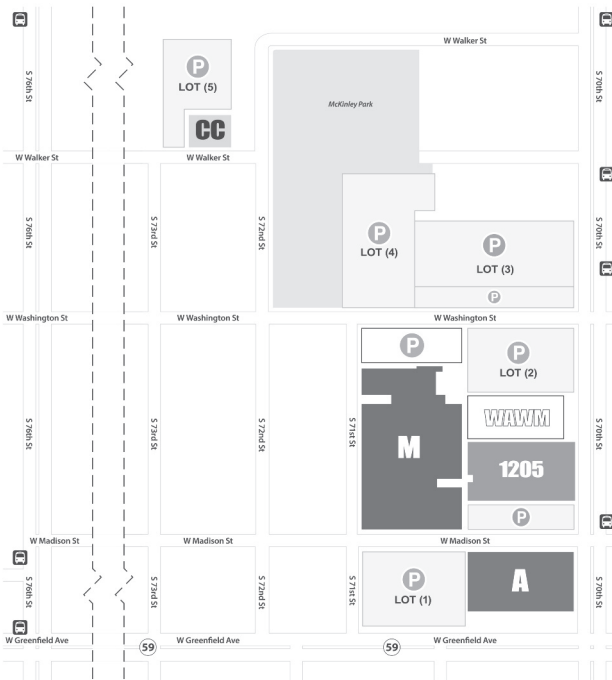 W Walker St
P
LOT (5)
S 76th St
McKinley Park
S 70th St
CC
W Walker St
W Walker St
S 76th St
S 73rd St
S 72nd St
P
LOT (4)
P
LOT (3)
S 70th St
P
W Washington St
W Washington St
W Washington St
P
P
LOT (2)
S 76th St
S 73rd St
S 72nd St
S 71st St
M
WAWM
S 70th St
1205
P
W Madison St
W Madison St
W Madison St
S 76th St
S 73rd St
S 72nd St
S 71st St
P
LOT (1)
A
S 70th St
W Greenfield Ave
W Greenfield Ave
W Greenfield Ave
59
59